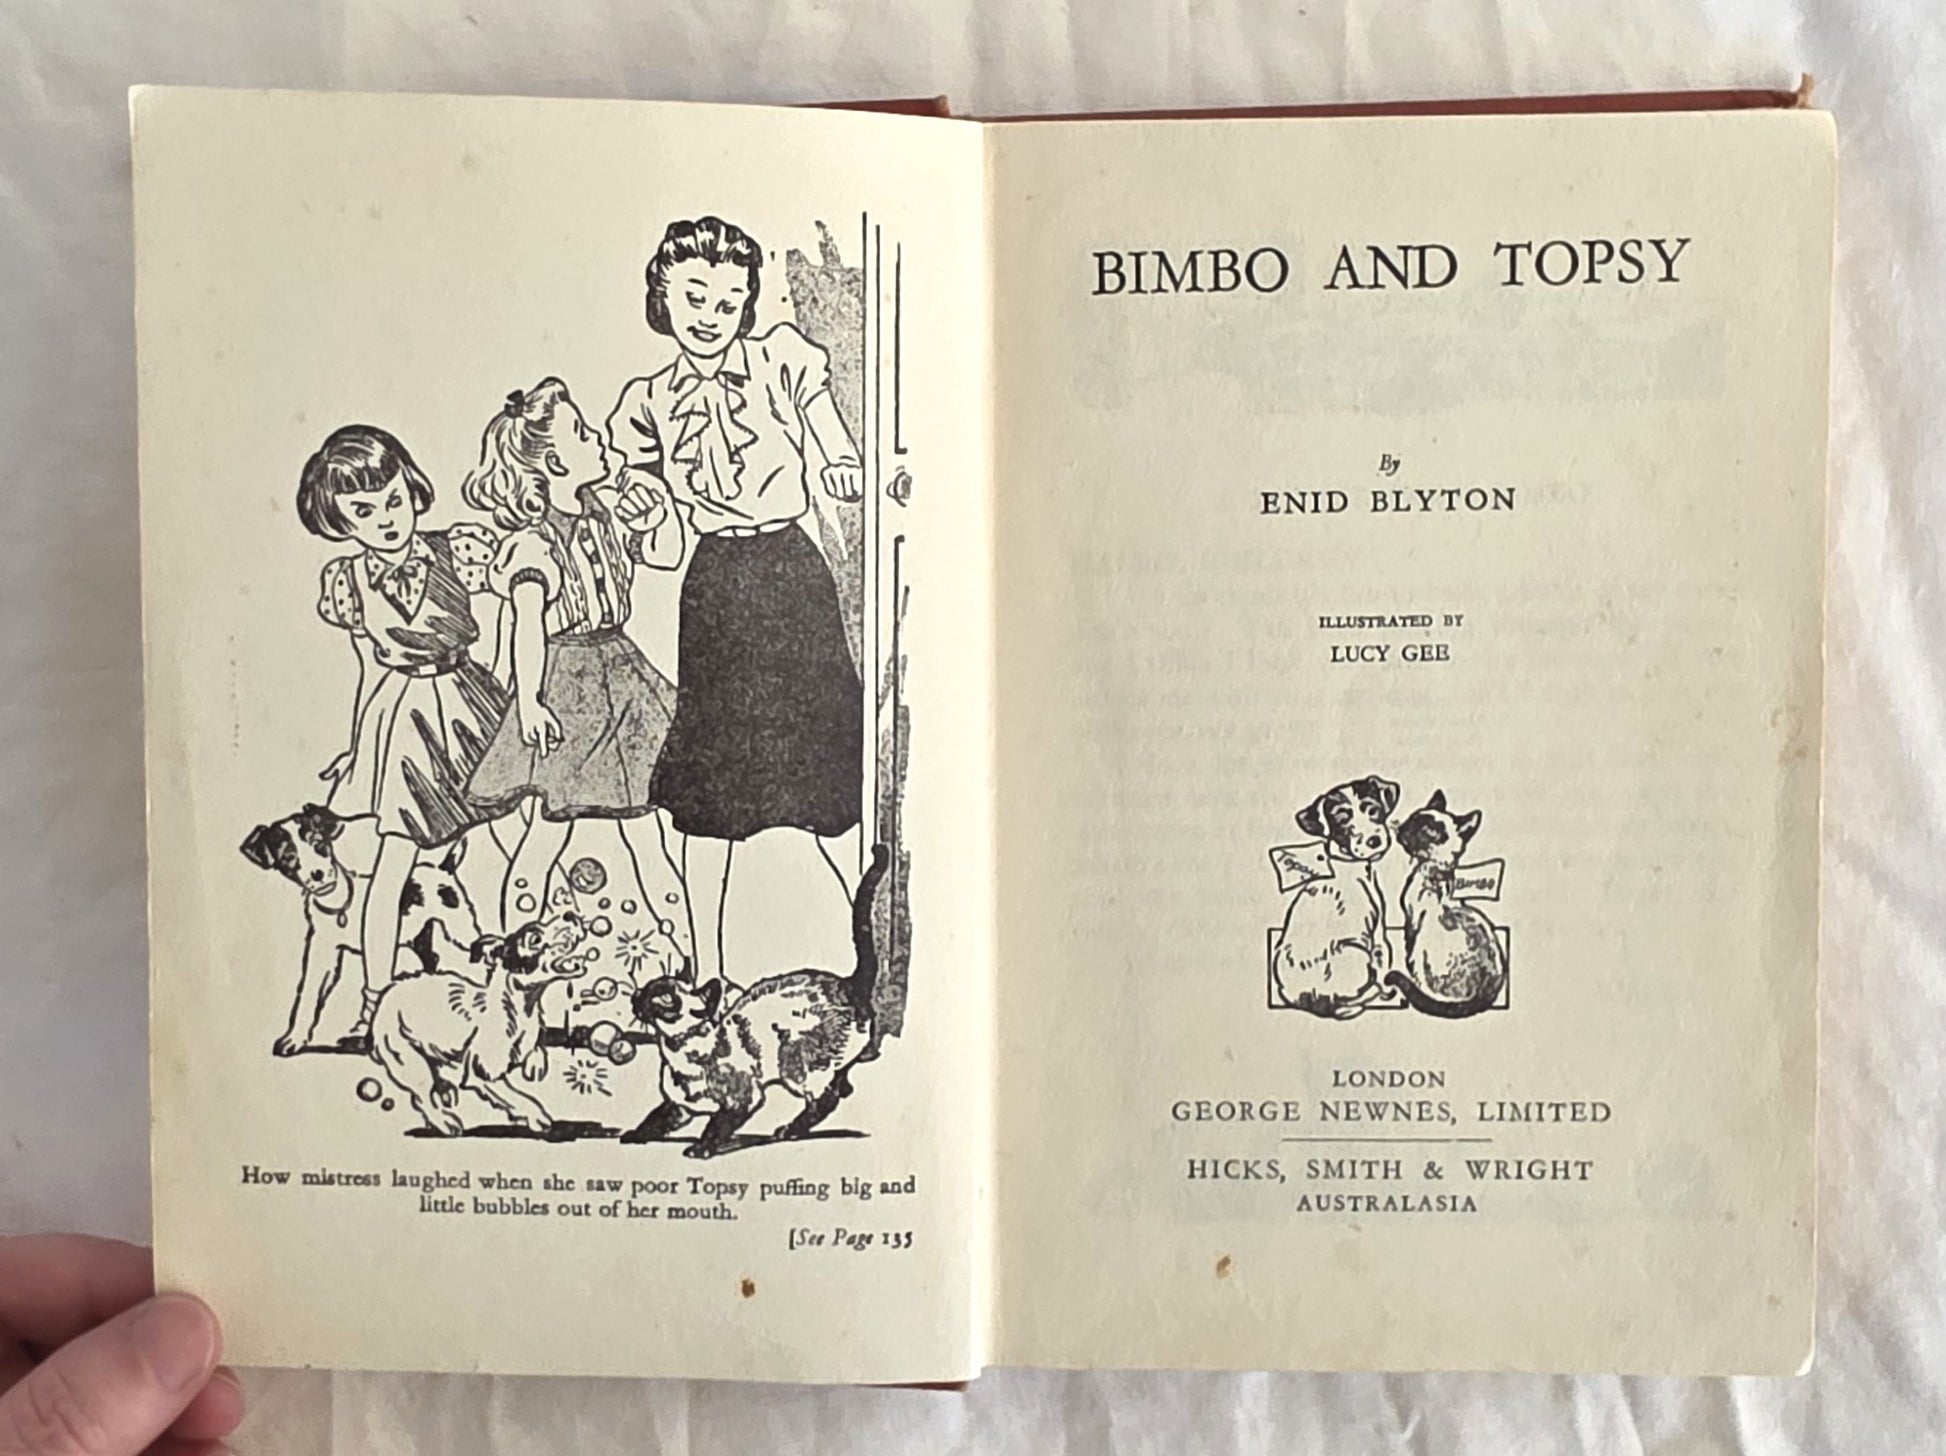 How mistress laughed when she saw poor Topsy puffing big and
little bubbles out of her mouth.
[See Page 135
BIMBO AND TOPSY
By
ENID BLYTON
ILLUSTRATED BY
LUCY GEE
Topsy
BIMBO
LONDON
GEORGE NEWNES, LIMITED
HICKS, SMITH & WRIGHT
AUSTRALASIA